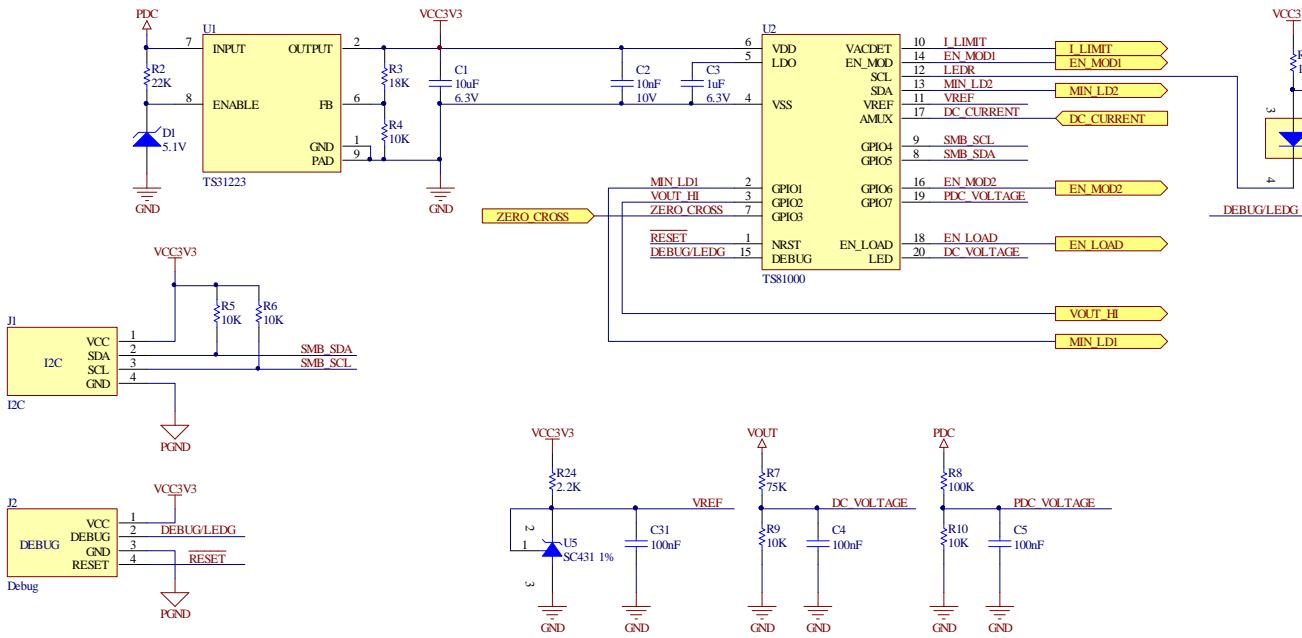 PDC
U1
VCC3V3
U2
VCC3
7 INPUT OUTPUT 2
6 VDD VACDET 10 I_LIMIT I_LIMIT
5 LDO EN_MOD 14 EN_MOD1 EN_MOD1
R2
22K
R3
18K
C1
10uF
6.3V
C2
10nF
10V
C3
1uF
6.3V
SCL 12 LEDR
SDA 13 MIN_LD2 MIN_LD2
8 ENABLE FB 6
4 VSS VREF 11 VREF
AMUX 17 DC_CURRENT DC_CURRENT
3
D1
5.1V
R4
10K
GND 1
PAD 9
GPIO4 9 SMB_SCL
GPIO5 8 SMB_SDA
TS31223
4
MIN_LD1 2 GPIO1 GPIO6 16 EN_MOD2 EN_MOD2
VOUT_HI 3 GPIO2 GPIO7 19 PDC_VOLTAGE
ZERO_CROSS ZERO_CROSS 7 GPIO3
GND
GND
DEBUG/LEDG
RESET 1 NRST EN_LOAD 18 EN_LOAD EN_LOAD
DEBUG/LEDG 15 DEBUG LED 20 DC_VOLTAGE
TS81000
VCC3V3
R5
10K
R6
10K
VOUT_HI
MIN_LD1
J1
I2C
VCC 1
SDA 2 SMB_SDA
SCL 3 SMB_SCL
GND 4
I2C
PGND
VCC3V3
VOUT
PDC
R24
2.2K
R7
75K
R8
100K
VREF
DC_VOLTAGE
PDC_VOLTAGE
2
1
3
U5
SC431 1%
C31
100nF
R9
10K
C4
100nF
R10
10K
C5
100nF
GND
GND
GND
GND
GND
GND
VCC3V3
J2
DEBUG
VCC 1
DEBUG 2 DEBUG/LEDG
GND 3
RESET 4 RESET
Debug
PGND